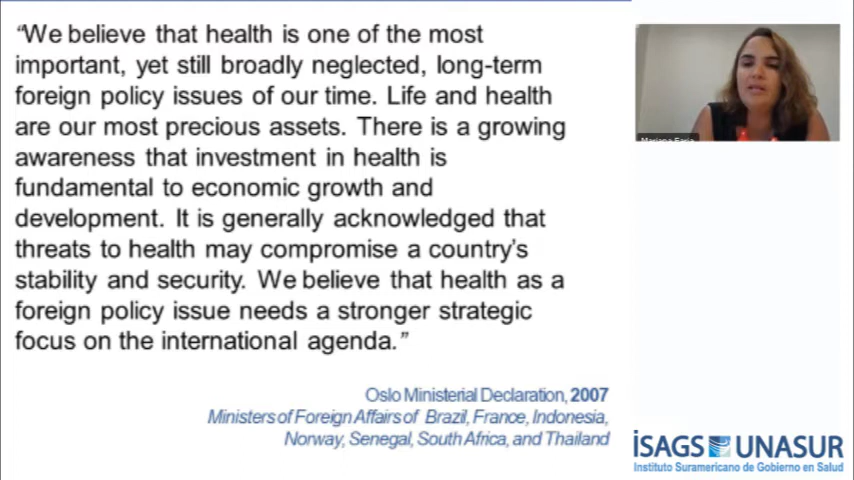 “We believe that health is one of the most
important, yet still broadly neglected, long-term
foreign policy issues of our time. Life and health
are our most precious assets. There is a growing
awareness that investment in health is
fundamental to economic growth and
development. It is generally acknowledged that
threats to health may compromise a country’s
stability and security. We believe that health as a
foreign policy issue needs a stronger strategic
focus on the international agenda.”
Oslo Ministerial Declaration, 2007
Ministers of Foreign Affairs of Brazil, France, Indonesia,
Norway, Senegal, South Africa, and Thailand
Mariana Faria
ISAGS UNASUR
Instituto Suramericano de Gobierno en Salud